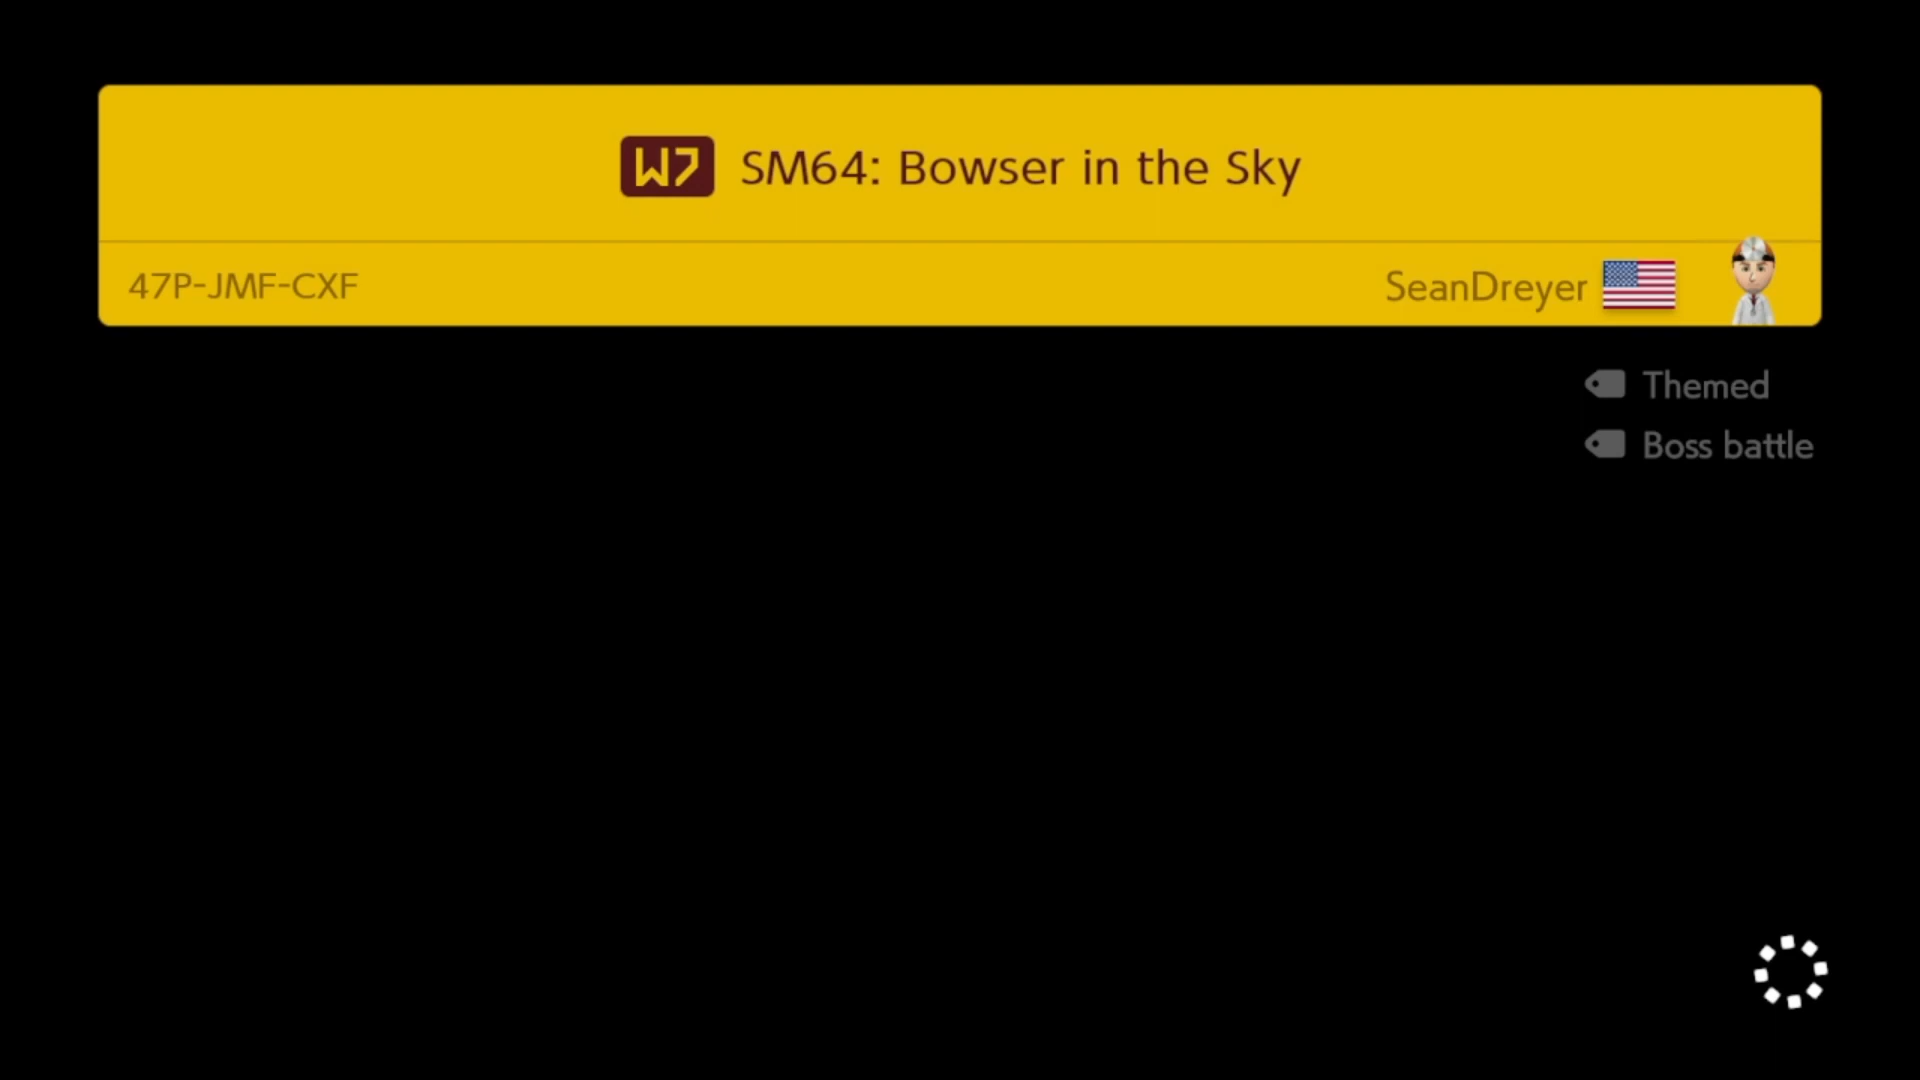 W7 SM64: Bowser in the Sky
47P-JMF-CXF SeanDreyer
Themed
Boss battle